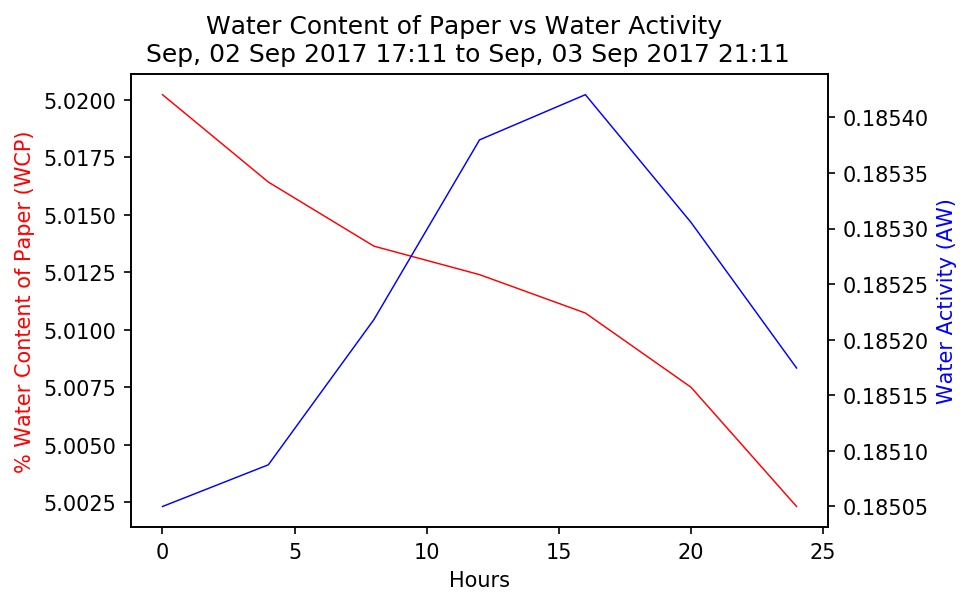 Water Content of Paper vs Water Activity
Sep, 02 Sep 2017 17:11 to Sep, 03 Sep 2017 21:11
% Water Content of Paper (WCP)
5.0200
5.0175
5.0150
5.0125
5.0100
5.0075
5.0050
5.0025
0.18540
0.18535
0.18530
0.18525
0.18520
0.18515
0.18510
0.18505
Water Activity (AW)
0 5 10 15 20 25
Hours